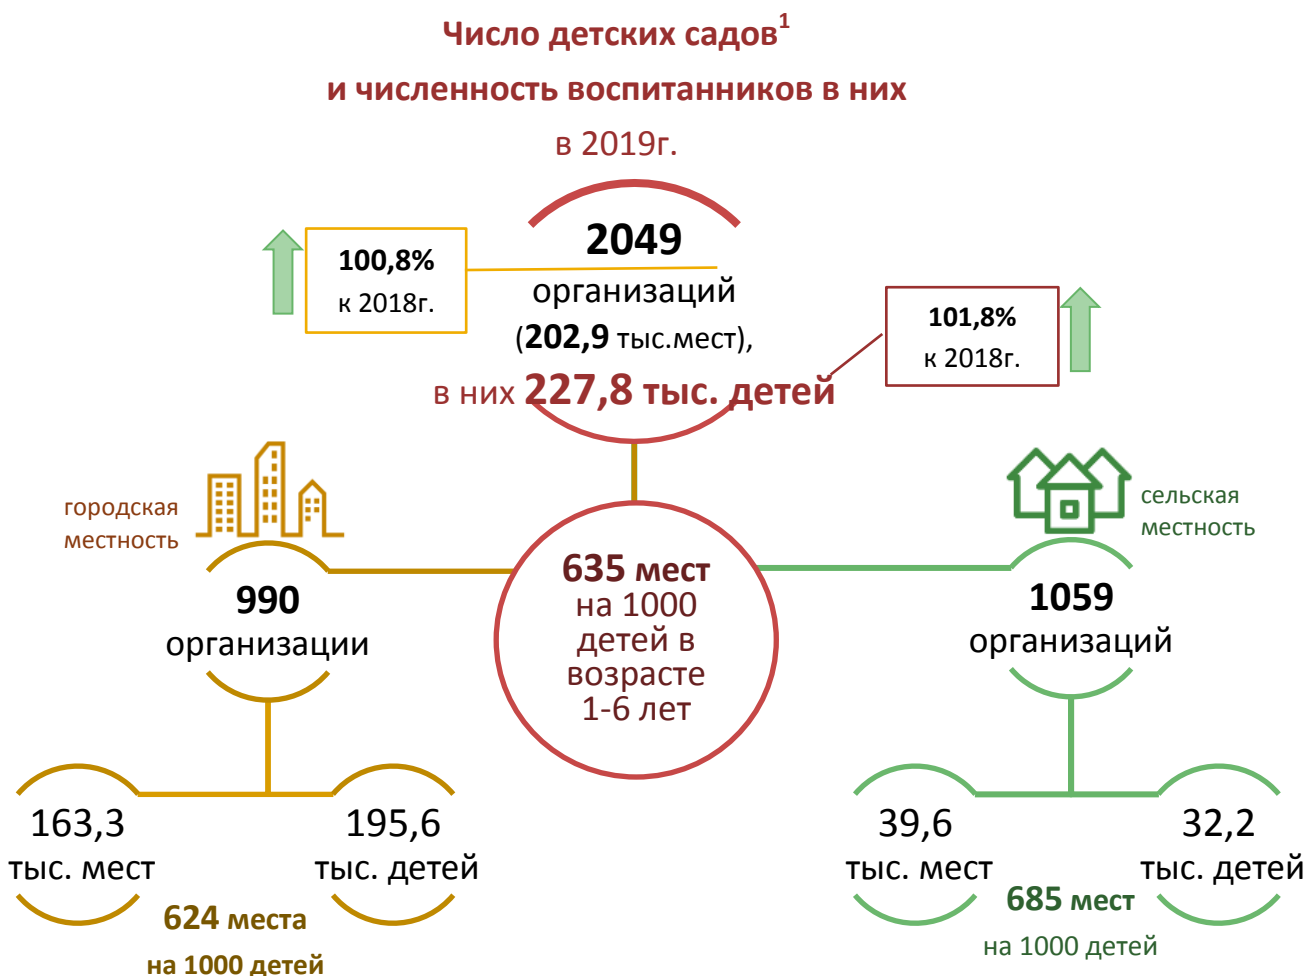 Число детских садов¹
и численность воспитанников в них
в 2019г.
100,8%
к 2018г.
2049
организаций
(202,9 тыс.мест),
в них 227,8 тыс. детей
101,8%
к 2018г.
городская
местность
сельская
местность
990
организации
635 мест
на 1000
детей в
возрасте
1-6 лет
1059
организаций
163,3
тыс. мест
195,6
тыс. детей
624 места
на 1000 детей
39,6
тыс. мест
32,2
тыс. детей
685 мест
на 1000 детей